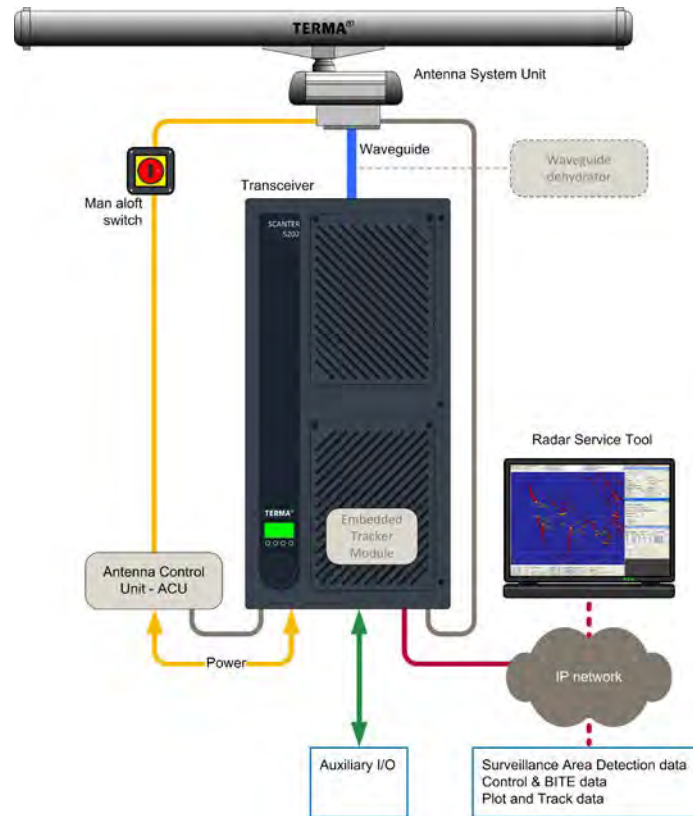 TERMA®
Antenna System Unit
Waveguide
Waveguide
dehydrator
Man aloft
switch
Transceiver
SCANTER
5202
Radar Service Tool
TERMA®
Embedded
Tracker
Module
Antenna Control
Unit - ACU
Power
IP network
Auxiliary I/O
Surveillance Area Detection data
Control & BITE data
Plot and Track data